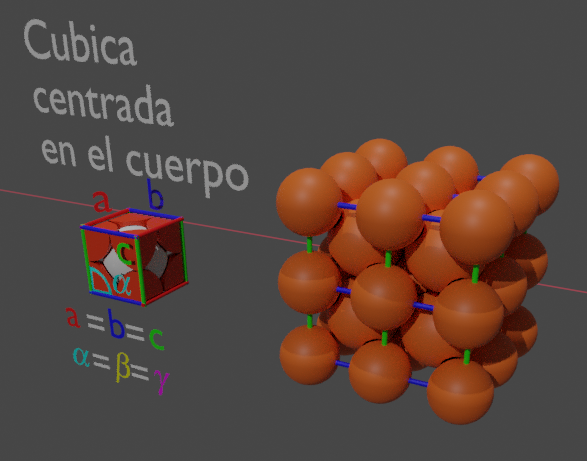 Cubica
centrada
en el cuerpo
a b
c
α
a=b=c
α=β=γ